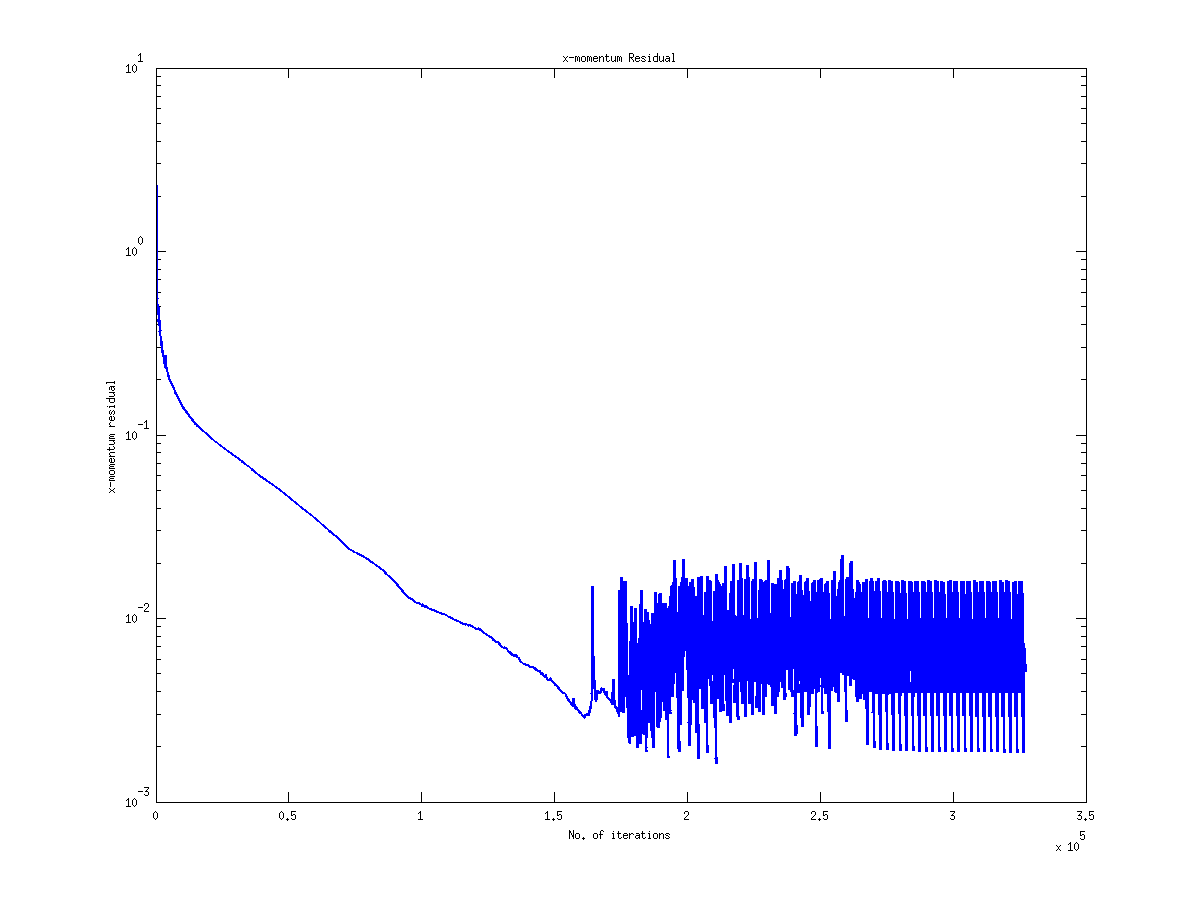 x-momentum Residual
10^1
10^0
10^-1
10^-2
10^-3
x-momentum residual
0 0.5 1 1.5 2 2.5 3 3.5
No. of iterations
x 10^5